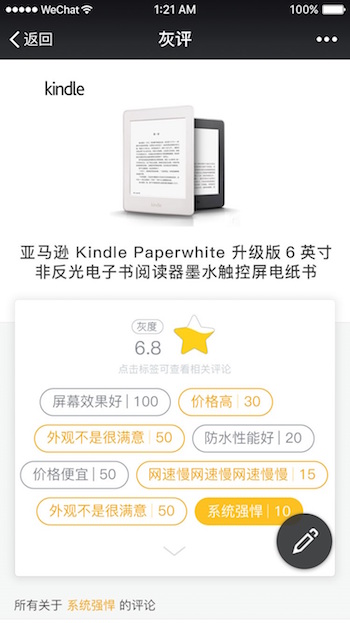 WeChat
1:21 AM
100%
返回
灰评
kindle
亚马逊 Kindle Paperwhite 升级版 6 英寸
非反光电子书阅读器墨水触控屏电纸书
灰度
6.8
点击标签可查看相关评论
屏幕效果好 | 100
价格高 | 30
外观不是很满意 | 50
防水性能好 | 20
价格便宜 | 50
网速慢网速慢网速慢慢 | 15
外观不是很满意 | 50
系统强悍 | 10
所有关于 系统强悍 的评论